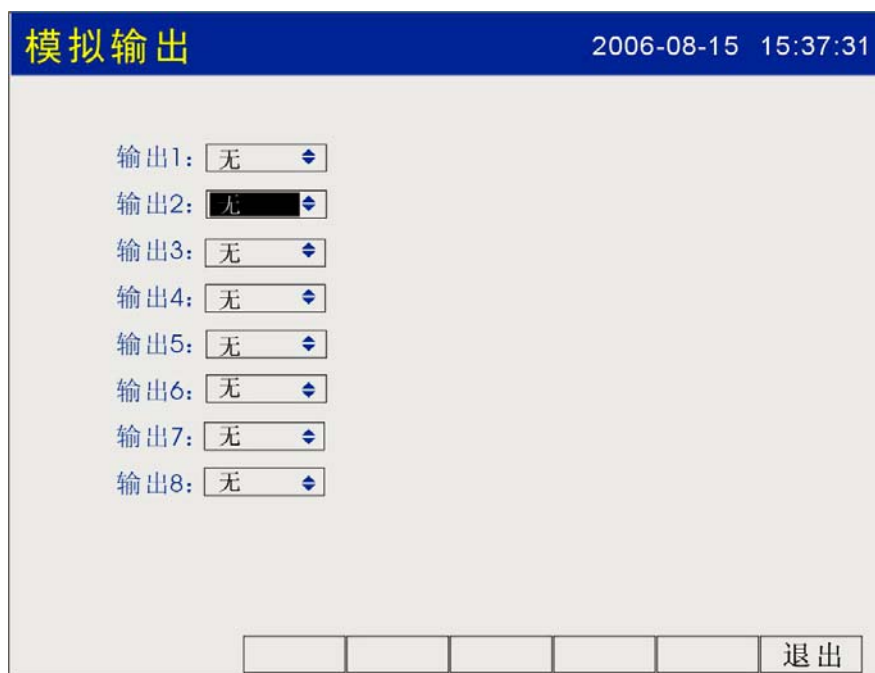 模拟输出 2006-08-15 15:37:31
输出1: 无
输出2: 无
输出3: 无
输出4: 无
输出5: 无
输出6: 无
输出7: 无
输出8: 无
退出